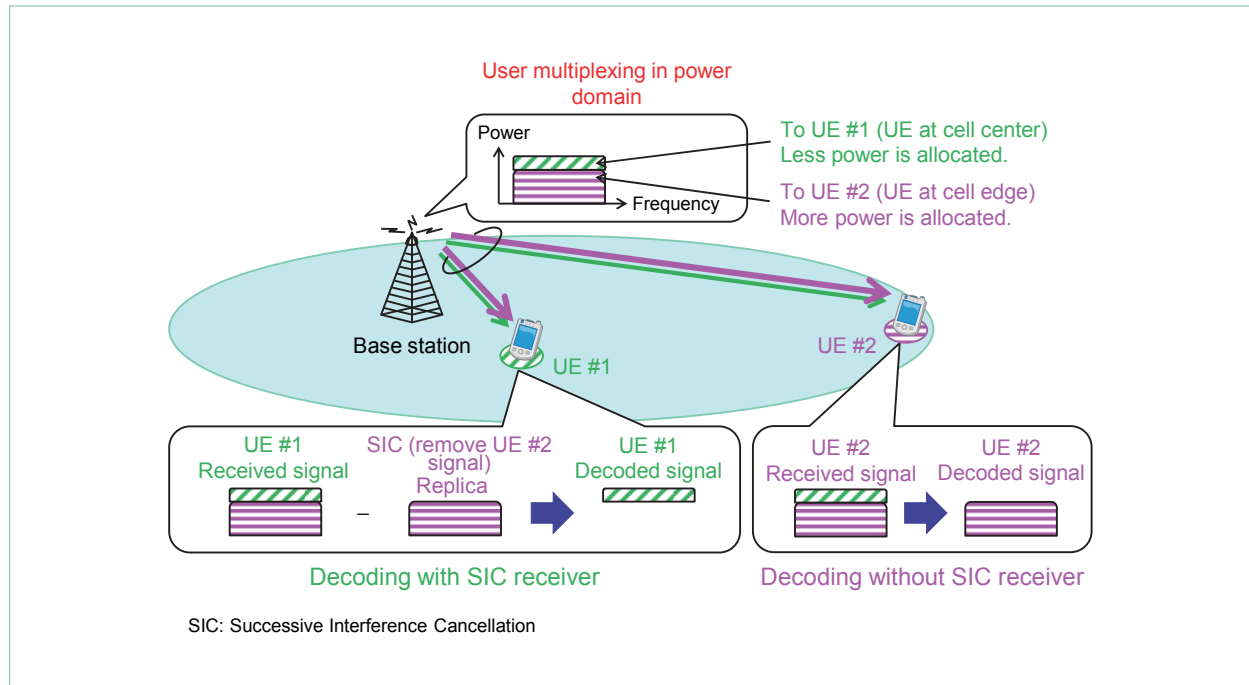 User multiplexing in power
domain
Power
Frequency
To UE #1 (UE at cell center)
Less power is allocated.
To UE #2 (UE at cell edge)
More power is allocated.
Base station
UE #1
UE #2
UE #1
Received signal
SIC (remove UE #2
signal)
Replica
UE #1
Decoded signal
–
UE #2
Received signal
UE #2
Decoded signal
Decoding with SIC receiver
Decoding without SIC receiver
SIC: Successive Interference Cancellation